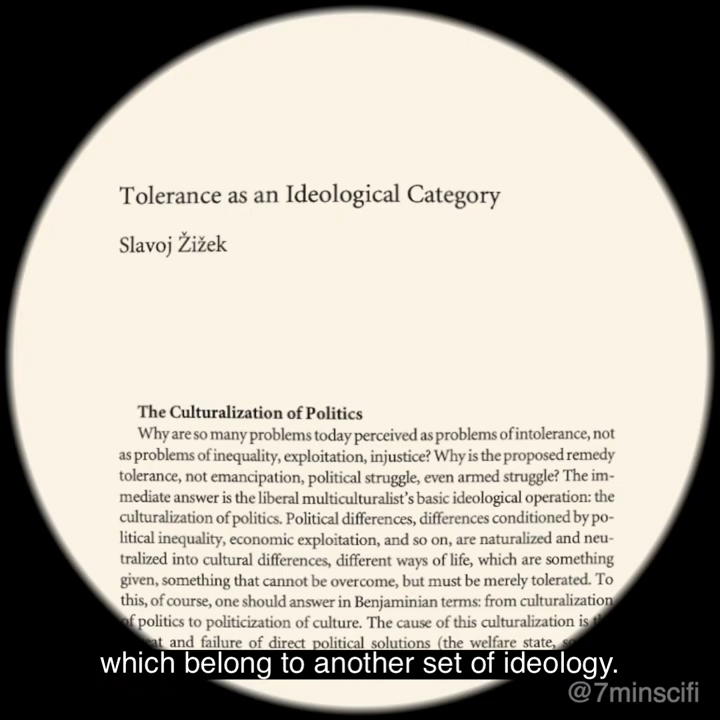 Tolerance as an Ideological Category
Slavoj Žižek
The Culturalization of Politics
Why are so many problems today perceived as problems of intolerance, not
as problems of inequality, exploitation, injustice? Why is the proposed remedy
tolerance, not emancipation, political struggle, even armed struggle? The im-
mediate answer is the liberal multiculturalist's basic ideological operation: the
culturalization of politics. Political differences, differences conditioned by po-
litical inequality, economic exploitation, and so on, are naturalized and neu-
tralized into cultural differences, different ways of life, which are something
given, something that cannot be overcome, but must be merely tolerated. To
this, of course, one should answer in Benjaminian terms: from culturalization
of politics to politicization of culture. The cause of this culturalization is
and failure of direct political solutions (the welfare state,
which belong to another set of ideology.
@7minscifi